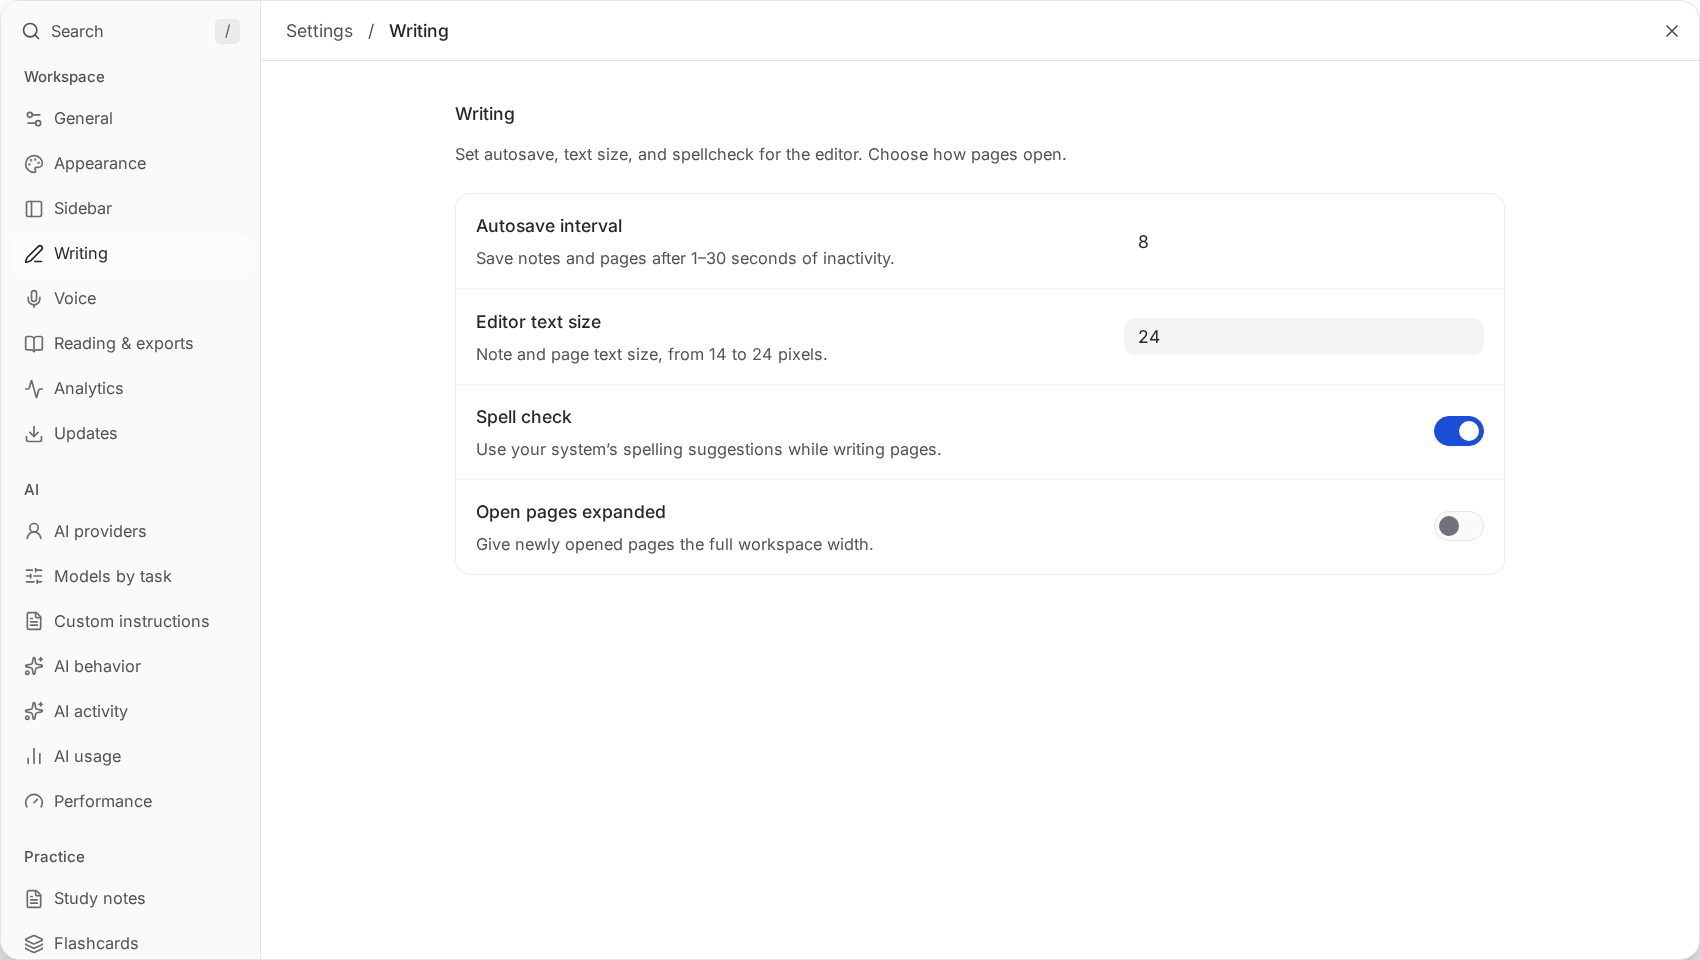 Search /
Workspace
General
Appearance
Sidebar
Writing
Voice
Reading & exports
Analytics
Updates
AI
AI providers
Models by task
Custom instructions
AI behavior
AI activity
AI usage
Performance
Practice
Study notes
Flashcards
Settings / Writing
Writing
Set autosave, text size, and spellcheck for the editor. Choose how pages open.
Autosave interval
Save notes and pages after 1–30 seconds of inactivity.
8
Editor text size
Note and page text size, from 14 to 24 pixels.
24
Spell check
Use your system’s spelling suggestions while writing pages.
Open pages expanded
Give newly opened pages the full workspace width.